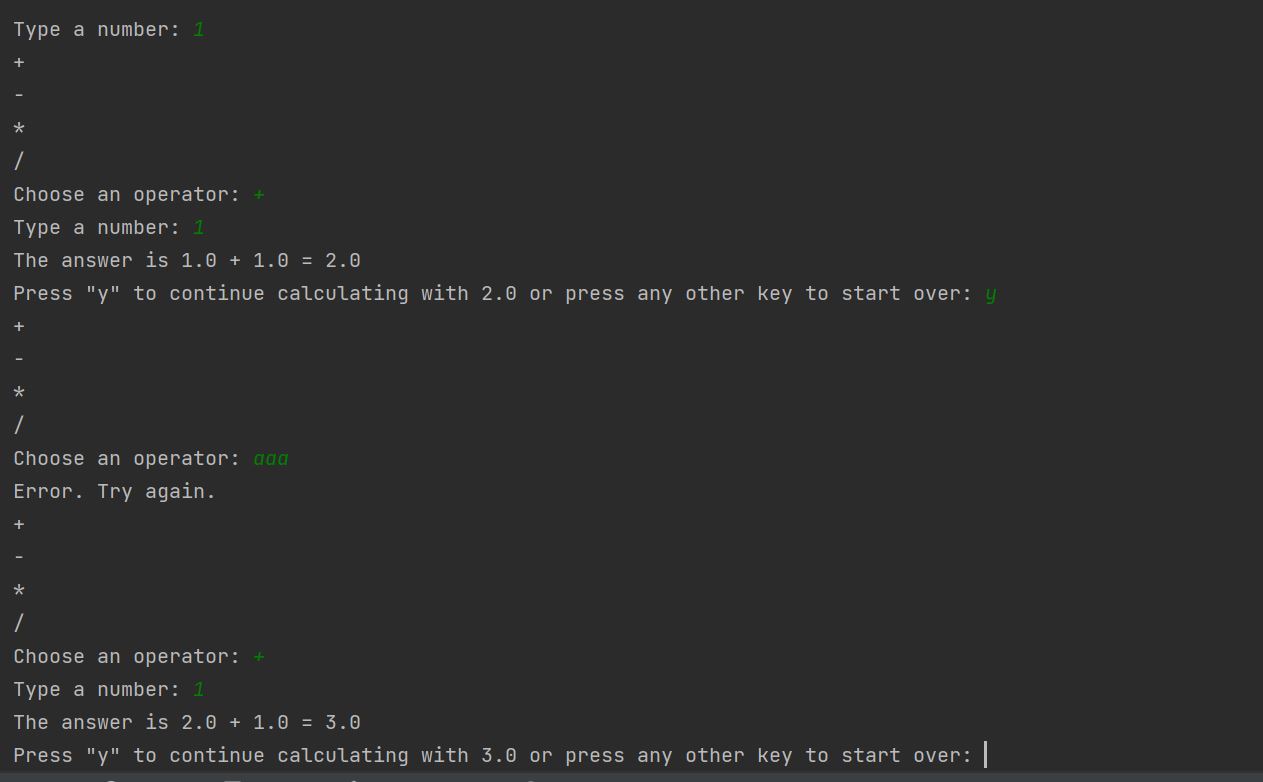 Type a number: 1
+
-
*
/
Choose an operator: +
Type a number: 1
The answer is 1.0 + 1.0 = 2.0
Press "y" to continue calculating with 2.0 or press any other key to start over: y
+
-
*
/
Choose an operator: aaa
Error. Try again.
+
-
*
/
Choose an operator: +
Type a number: 1
The answer is 2.0 + 1.0 = 3.0
Press "y" to continue calculating with 3.0 or press any other key to start over: